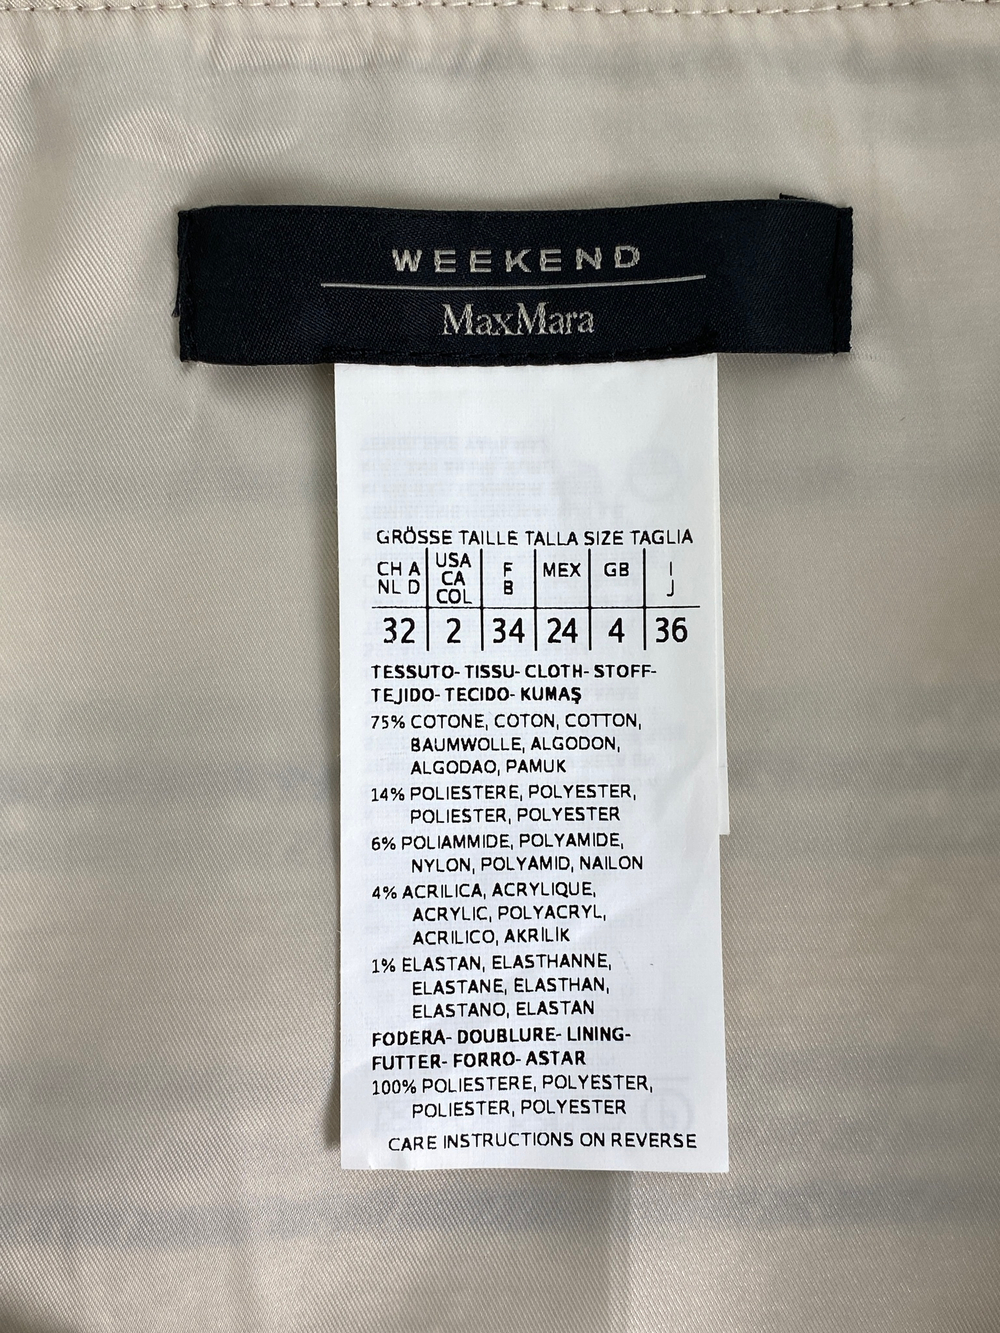 WEEKEND
MaxMara
GRÖSSE TAILLE TALLA SIZE TAGLIA
CH A NL D | USA CA COL | F B | MEX | GB | I J
32 | 2 | 34 | 24 | 4 | 36
TESSUTO- TISSU- CLOTH- STOFF-
TEJIDO- TECIDO- KUMAŞ
75% COTONE, COTON, COTTON,
BAUMWOLLE, ALGODON,
ALGODAO, PAMUK
14% POLIESTERE, POLYESTER,
POLIESTER, POLYESTER
6% POLIAMMIDE, POLYAMIDE,
NYLON, POLYAMID, NAILON
4% ACRILICA, ACRYLIQUE,
ACRYLIC, POLYACRYL,
ACRILICO, AKRİLİK
1% ELASTAN, ELASTHANNE,
ELASTANE, ELASTHAN,
ELASTANO, ELASTAN
FODERA- DOUBLURE- LINING-
FUTTER- FORRO- ASTAR
100% POLIESTERE, POLYESTER,
POLIESTER, POLYESTER
CARE INSTRUCTIONS ON REVERSE